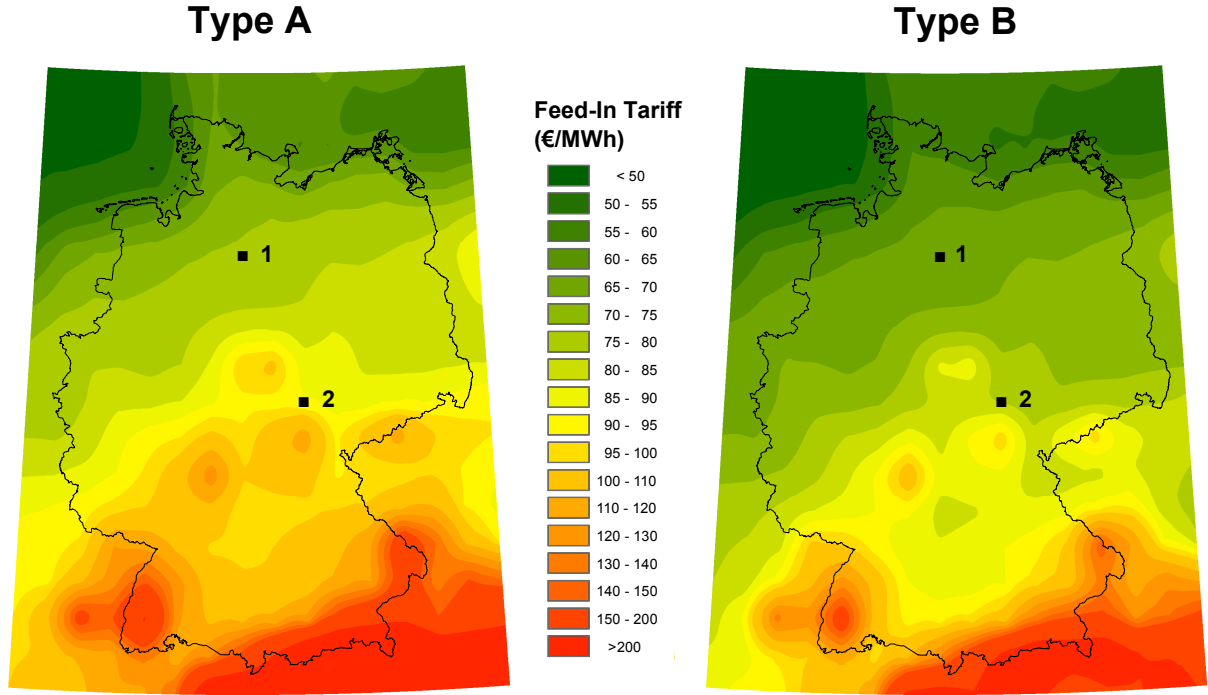 Type A
Type B
Feed-In Tariff
(€/MWh)
< 50
50 - 55
55 - 60
60 - 65
65 - 70
70 - 75
75 - 80
80 - 85
85 - 90
90 - 95
95 - 100
100 - 110
110 - 120
120 - 130
130 - 140
140 - 150
150 - 200
>200
1
2
1
2